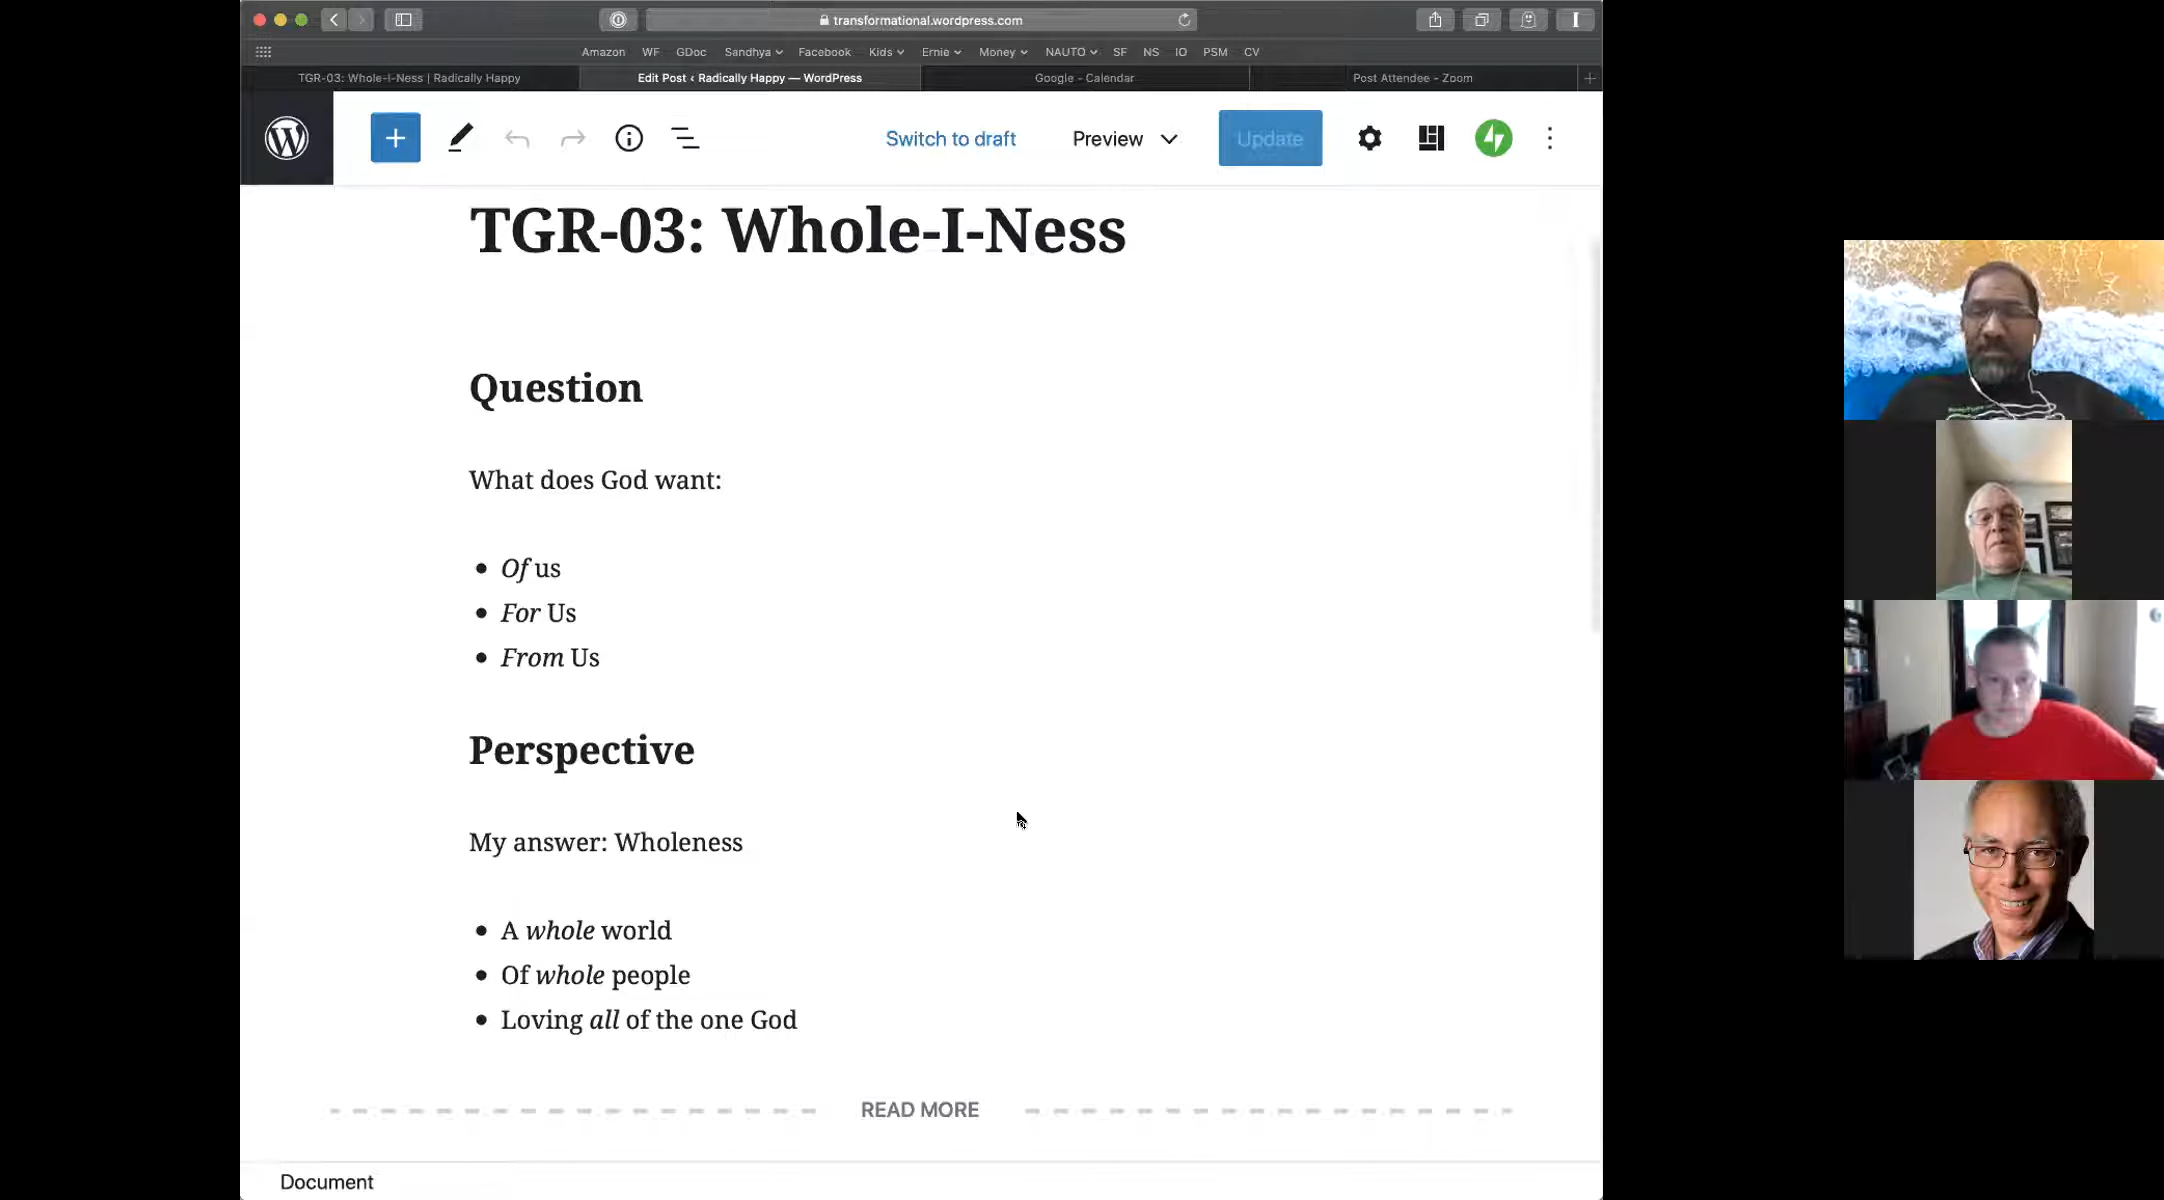 transformational.wordpress.com
Amazon WF GDoc Sandhya Facebook Kids Ernie Money NAUTO SF NS IO PSM CV
TGR-03: Whole-I-Ness | Radically Happy
Edit Post ‹ Radically Happy — WordPress
Google - Calendar
Post Attendee - Zoom
Switch to draft
Preview
Update
TGR-03: Whole-I-Ness
Question
What does God want:
• Of us
• For Us
• From Us
Perspective
My answer: Wholeness
• A whole world
• Of whole people
• Loving all of the one God
READ MORE
Document